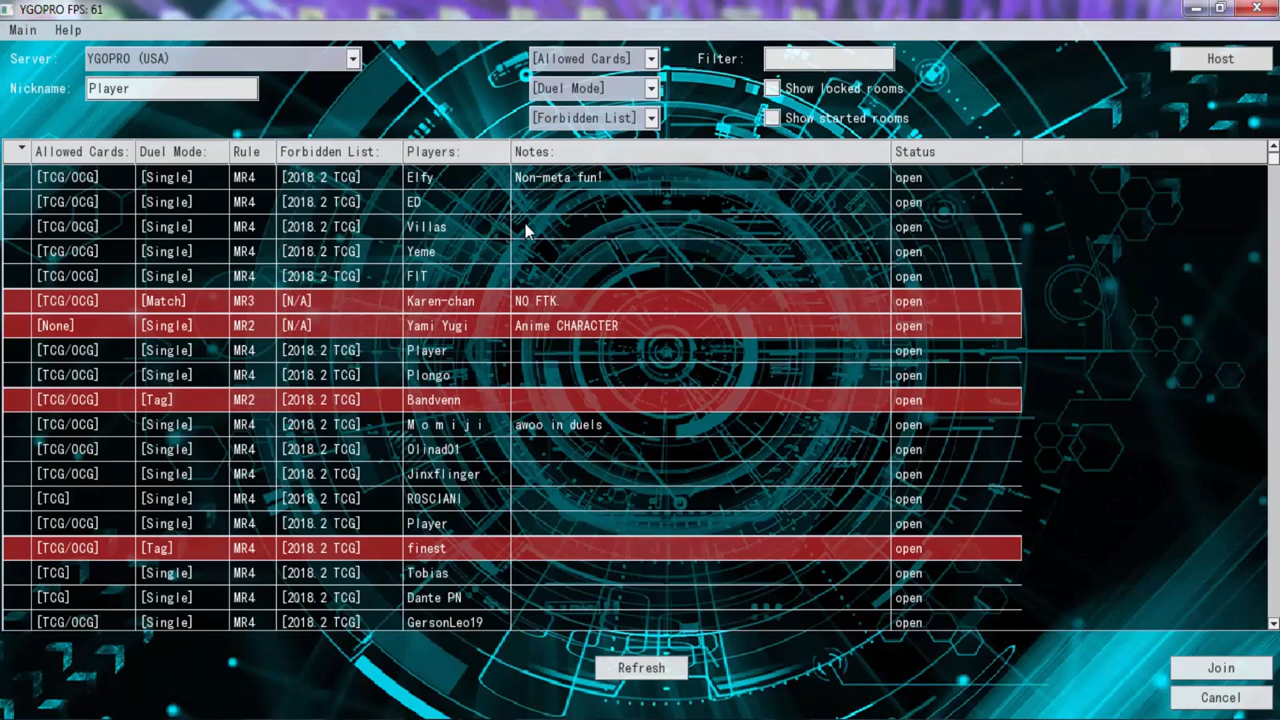 YGOPRO FPS: 61
Main Help
Server: YGOPRO (USA) [Allowed Cards] Filter: Host
Nickname: Player [Duel Mode] Show locked rooms
[Forbidden List] Show started rooms
Allowed Cards: Duel Mode: Rule Forbidden List: Players: Notes: Status
[TCG/OCG] [Single] MR4 [2018.2 TCG] Elfy Non-meta fun! open
[TCG/OCG] [Single] MR4 [2018.2 TCG] ED open
[TCG/OCG] [Single] MR4 [2018.2 TCG] Villas open
[TCG/OCG] [Single] MR4 [2018.2 TCG] Yeme open
[TCG/OCG] [Single] MR4 [2018.2 TCG] FIT open
[TCG/OCG] [Match] MR3 [N/A] Karen-chan NO FTK. open
[None] [Single] MR2 [N/A] Yami Yugi Anime CHARACTER open
[TCG/OCG] [Single] MR4 [2018.2 TCG] Player open
[TCG/OCG] [Single] MR4 [2018.2 TCG] Plongo open
[TCG/OCG] [Tag] MR2 [2018.2 TCG] Bandvenn open
[TCG/OCG] [Single] MR4 [2018.2 TCG] M o m i j i awoo in duels open
[TCG/OCG] [Single] MR4 [2018.2 TCG] Olinad01 open
[TCG/OCG] [Single] MR4 [2018.2 TCG] Jinxflinger open
[TCG] [Single] MR4 [2018.2 TCG] ROSCIANI open
[TCG/OCG] [Single] MR4 [2018.2 TCG] Player open
[TCG/OCG] [Tag] MR4 [2018.2 TCG] finest open
[TCG] [Single] MR4 [2018.2 TCG] Tobias open
[TCG] [Single] MR4 [2018.2 TCG] Dante PN open
[TCG/OCG] [Single] MR4 [2018.2 TCG] GersonLeo19 open
Refresh Join
Cancel